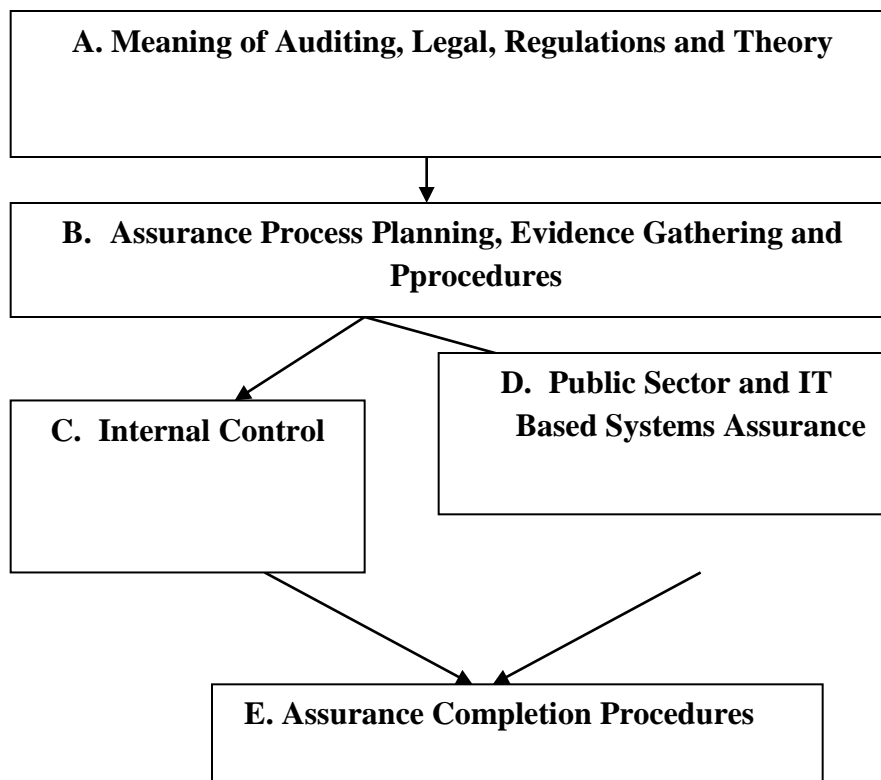 A. Meaning of Auditing, Legal, Regulations and Theory
B. Assurance Process Planning, Evidence Gathering and
Pprocedures
C. Internal Control
D. Public Sector and IT
Based Systems Assurance
E. Assurance Completion Procedures